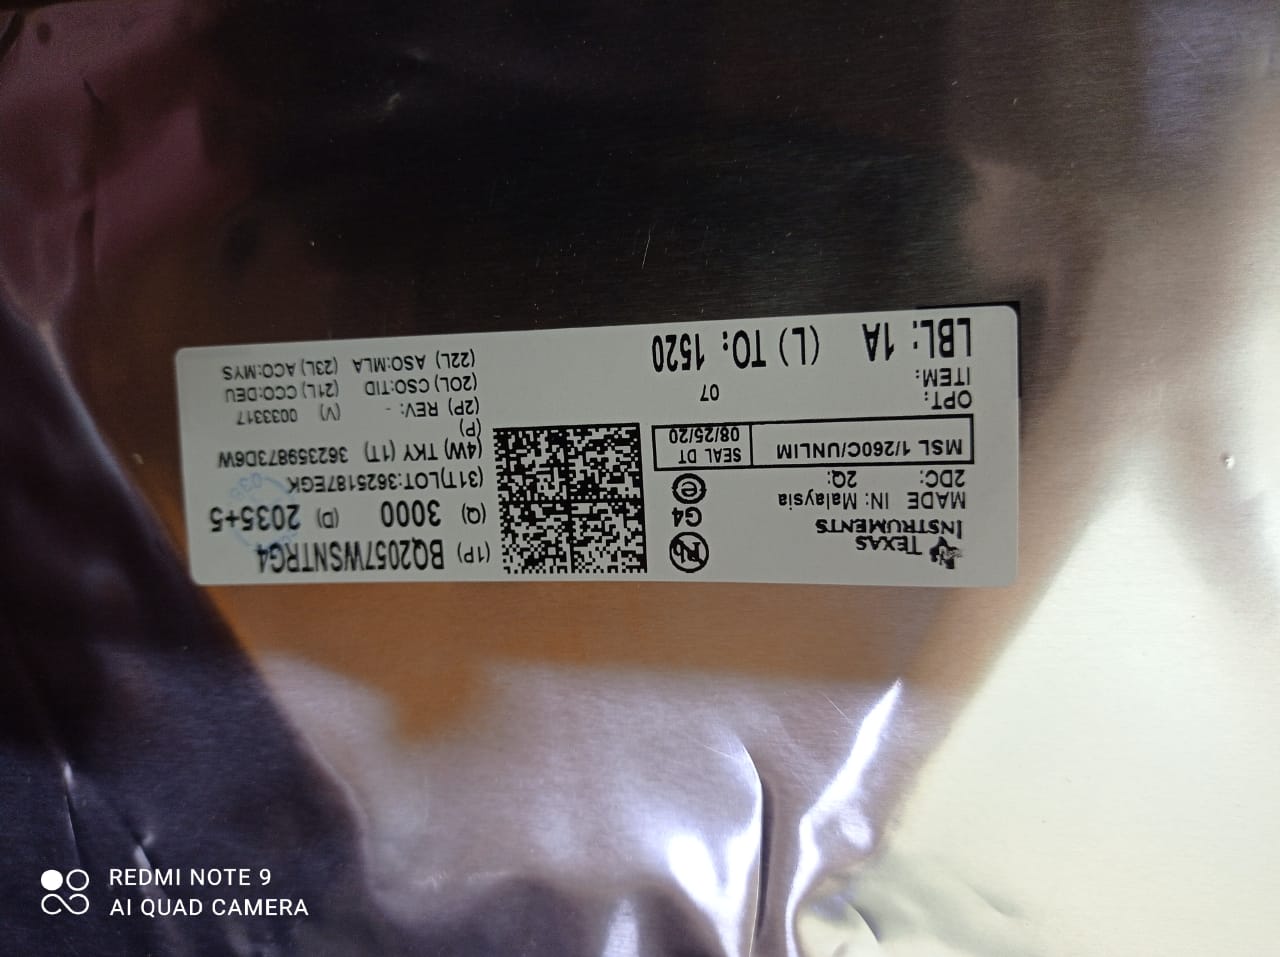 TEXAS
INSTRUMENTS
MADE IN: Malaysia
2DC: 2Q:
MSL 1/260C/UNLIM
SEAL DT
08/25/20
OPT:
ITEM:
07
LBL: 1A (L) TO: 1520
Pb
G4
e
(1P) BQ2057WSNTRG4
(Q) 3000 (D) 2035+5
(31T)LOT:3625187EGK
(4W) TKY (1T) 362359873D6W
(P)
(2P) REV: - (V) 0033317
(20L) CSO:TID (21L) CCO:DEU
(22L) ASO:MLA (23L) ACO:MYS
REDMI NOTE 9
AI QUAD CAMERA